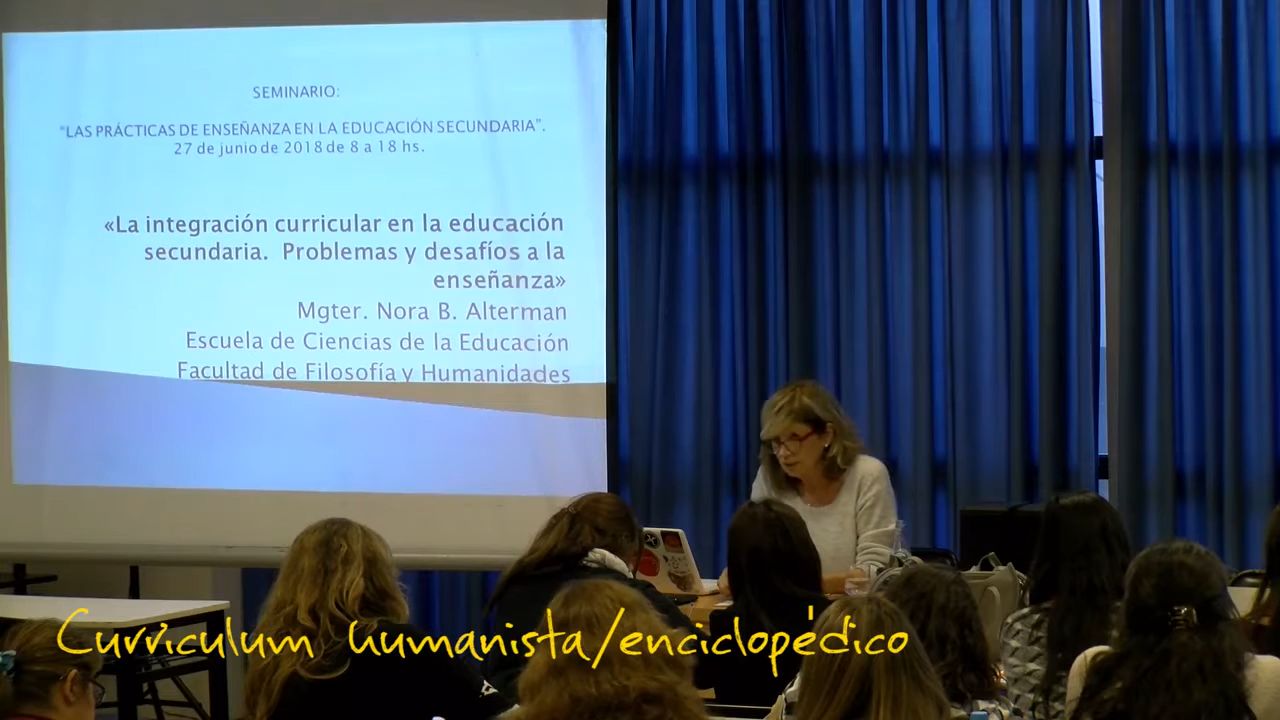 SEMINARIO:
"LAS PRÁCTICAS DE ENSEÑANZA EN LA EDUCACIÓN SECUNDARIA".
27 de junio de 2018 de 8 a 18 hs.
«La integración curricular en la educación
secundaria. Problemas y desafíos a la
enseñanza»
Mgter. Nora B. Alterman
Escuela de Ciencias de la Educación
Facultad de Filosofía y Humanidades
Curriculum humanista/enciclopédico